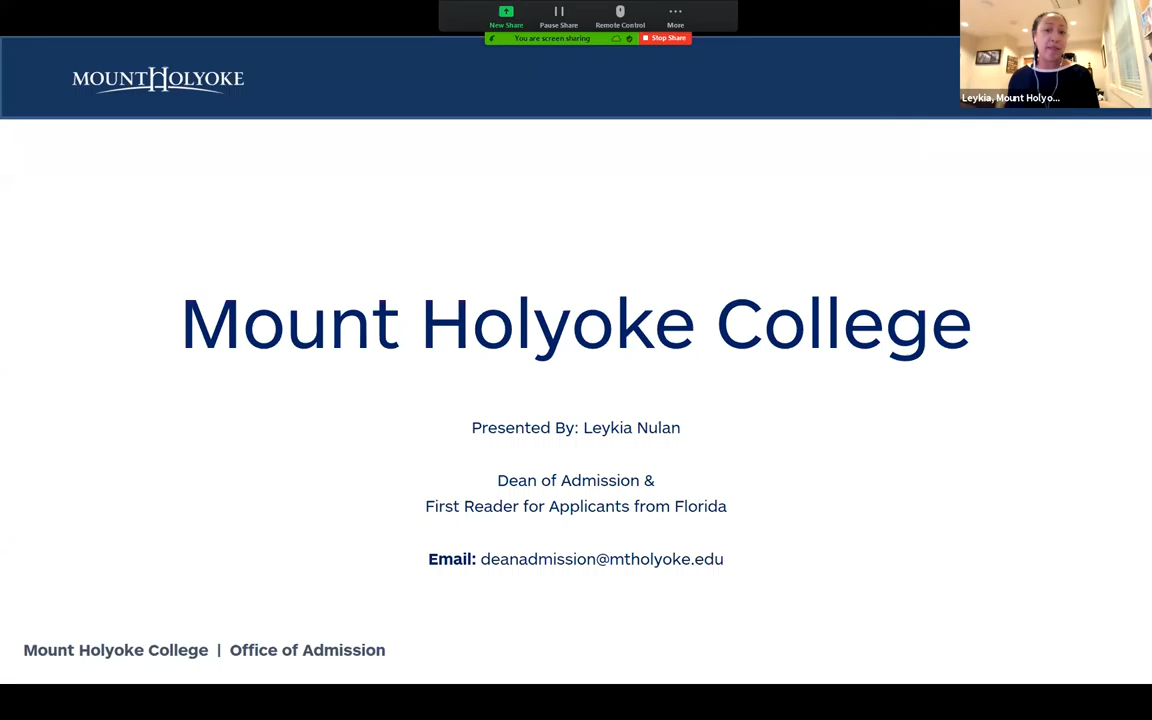 New Share
Pause Share
Remote Control
More
You are screen sharing
Stop Share
MOUNT HOLYOKE
Leykia, Mount Holyo...
Mount Holyoke College
Presented By: Leykia Nulan
Dean of Admission &
First Reader for Applicants from Florida
Email: deanadmission@mtholyoke.edu
Mount Holyoke College | Office of Admission